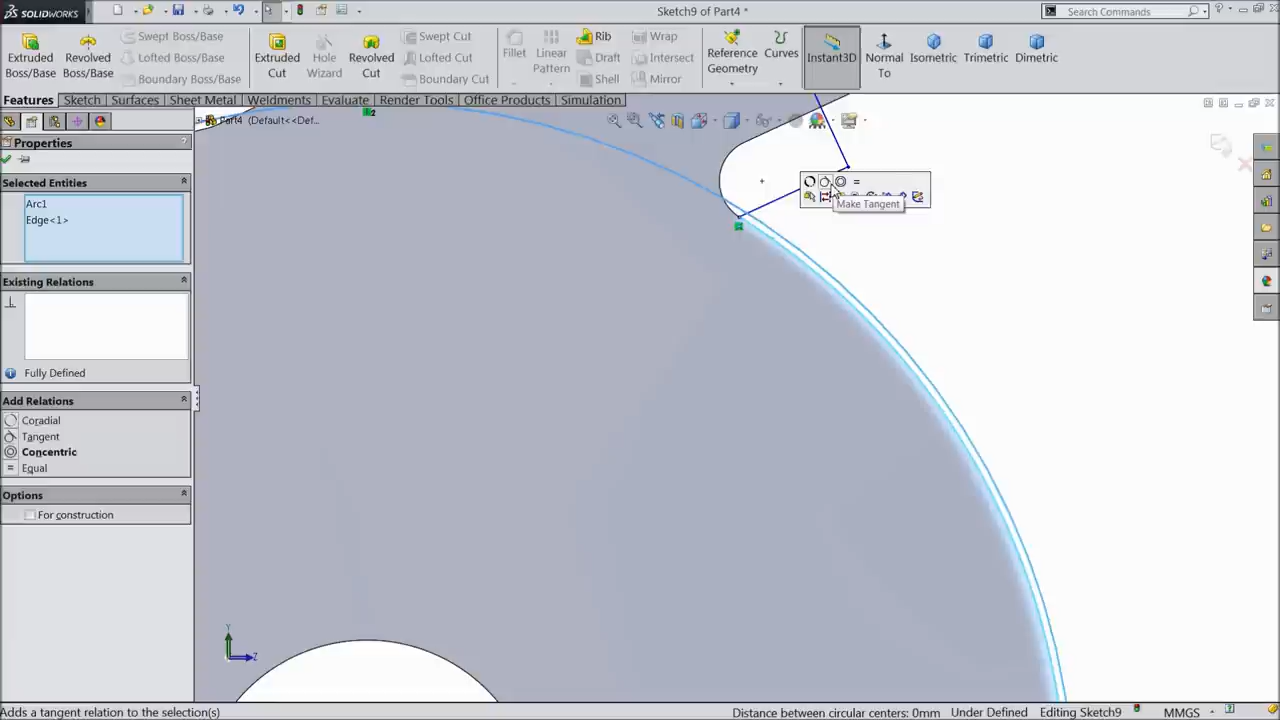 SOLIDWORKS
Sketch9 of Part4 *
Search Commands
Extruded Boss/Base
Revolved Boss/Base
Swept Boss/Base
Lofted Boss/Base
Boundary Boss/Base
Extruded Cut
Hole Wizard
Revolved Cut
Swept Cut
Lofted Cut
Boundary Cut
Fillet
Linear Pattern
Rib
Draft
Shell
Wrap
Intersect
Mirror
Reference Geometry
Curves
Instant3D
Normal To
Isometric
Trimetric
Dimetric
Features Sketch Surfaces Sheet Metal Weldments Evaluate Render Tools Office Products Simulation
Part4 (Default<<Def...
Properties
Selected Entities
Arc1
Edge<1>
Existing Relations
Fully Defined
Add Relations
Coradial
Tangent
Concentric
Equal
Options
For construction
2
Make Tangent
Y
Z
Adds a tangent relation to the selection(s) Distance between circular centers: 0mm Under Defined Editing Sketch9 MMGS